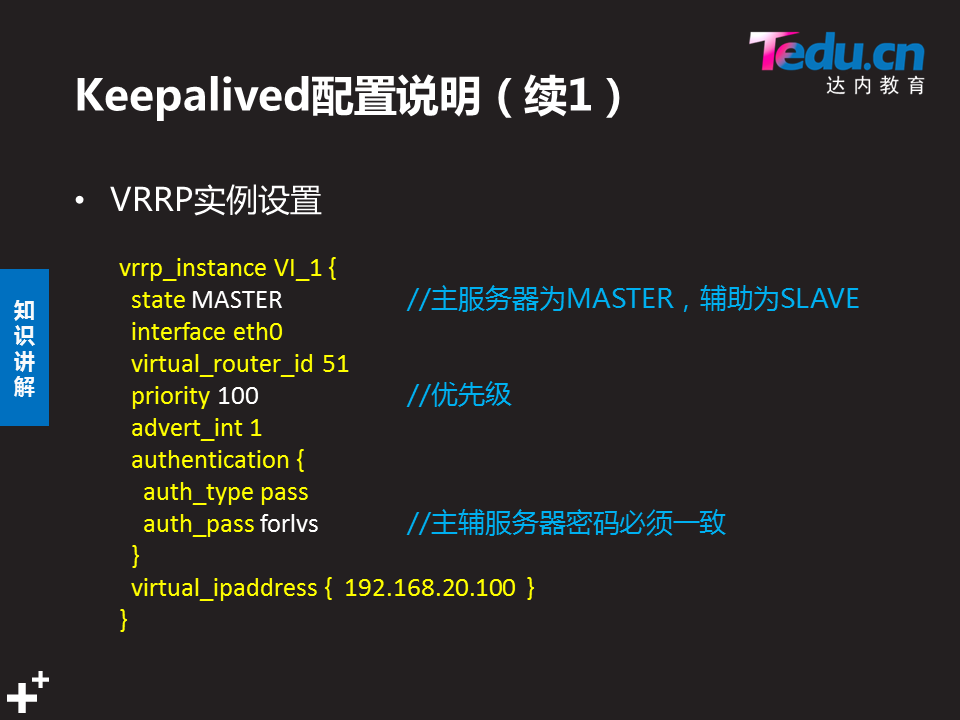 Tedu.cn
达内教育
Keepalived配置说明（续1）
• VRRP实例设置
知识讲解
vrrp_instance VI_1 {
state MASTER //主服务器为MASTER，辅助为SLAVE
interface eth0
virtual_router_id 51
priority 100 //优先级
advert_int 1
authentication {
auth_type pass
auth_pass forlvs //主辅服务器密码必须一致
}
virtual_ipaddress { 192.168.20.100 }
}